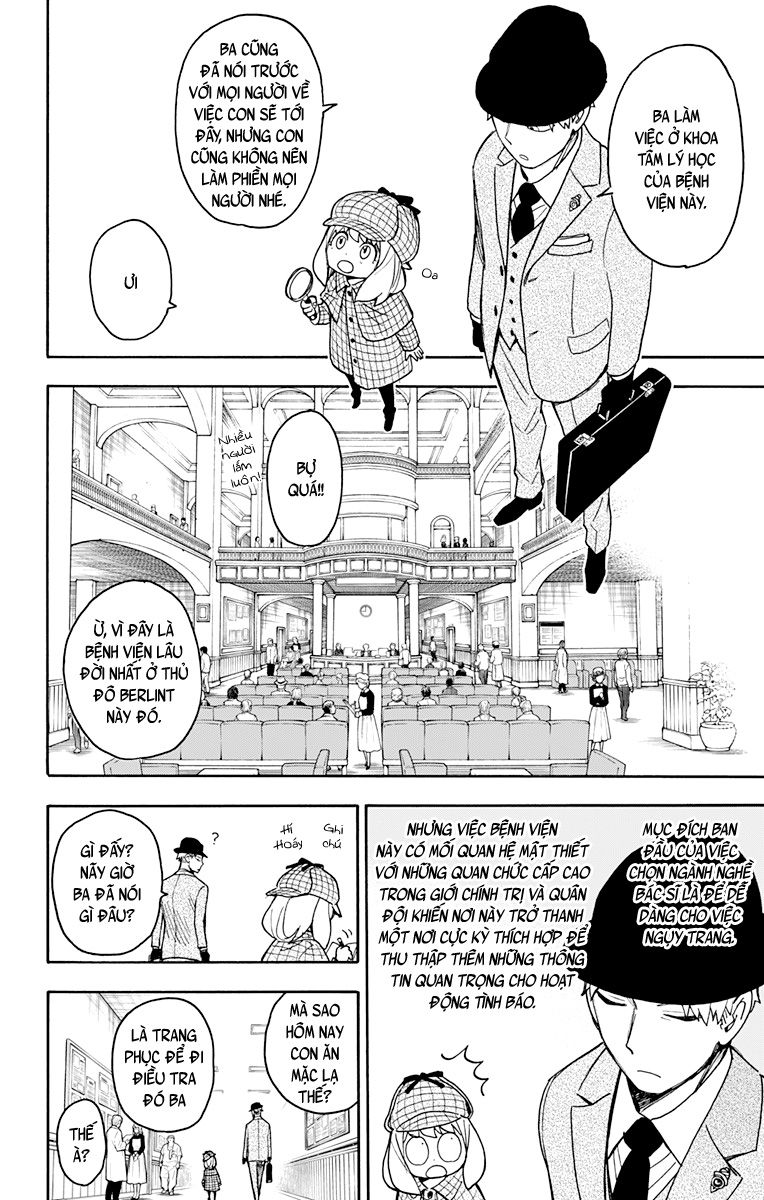 BA LÀM
VIỆC Ở KHOA
TÂM LÝ HỌC
CỦA BỆNH
VIỆN NÀY.
BA CŨNG
ĐÃ NÓI TRƯỚC
VỚI MỌI NGƯỜI VỀ
VIỆC CON SẼ TỚI
ĐÂY, NHƯNG CON
CŨNG KHÔNG NÊN
LÀM PHIỀN MỌI
NGƯỜI NHÉ.
Oa
ƯI
BỰ
QUÁ!!
Nhiều
người
lắm
luôn!!
Ừ, VÌ ĐÂY LÀ
BỆNH VIỆN LÂU
ĐỜI NHẤT Ở THỦ
ĐÔ BERLINT
NÀY ĐÓ.
MỤC ĐÍCH BAN
ĐẦU CỦA VIỆC
CHỌN NGÀNH NGHỀ
BÁC SĨ LÀ ĐỂ DỄ
DÀNG CHO VIỆC
NGỤY TRANG.
NHƯNG VIỆC BỆNH VIỆN
NÀY CÓ MỐI QUAN HỆ MẬT THIẾT
VỚI NHỮNG QUAN CHỨC CẤP CAO
TRONG GIỚI CHÍNH TRỊ VÀ QUÂN
ĐỘI KHIẾN NƠI NÀY TRỞ THANH
MỘT NƠI CỰC KỲ THÍCH HỢP ĐỂ
THU THẬP THÊM NHỮNG THÔNG
TIN QUAN TRỌNG CHO HOẠT
ĐỘNG TÌNH BÁO.
Ghi
chú
Hí
Hoáy
?
GÌ ĐẤY?
NÃY GIỜ
BA ĐÃ NÓI
GÌ ĐÂU?
MÀ SAO
HÔM NAY
CON ĂN
MẶC LẠ
THẾ?
LÀ TRANG
PHỤC ĐỂ ĐI
ĐIỀU TRA
ĐÓ BA
THẾ
À?